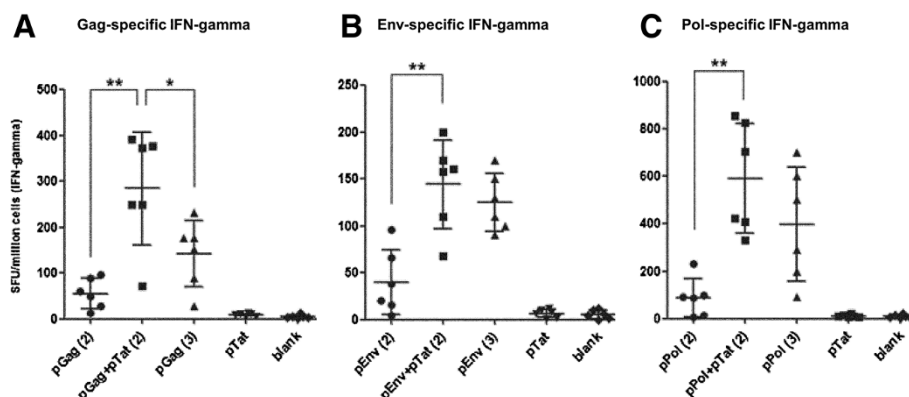 A Gag-specific IFN-gamma
B Env-specific IFN-gamma
C Pol-specific IFN-gamma
SFU/million cells (IFN-gamma)
500
400
300
200
100
0
**
*
pGag (2)
pGag+pTat (2)
pGag (3)
pTat
blank
250
200
150
100
50
0
**
pEnv (2)
pEnv+pTat (2)
pEnv (3)
pTat
blank
1000
800
600
400
200
0
**
pPol (2)
pPol+pTat (2)
pPol (3)
pTat
blank